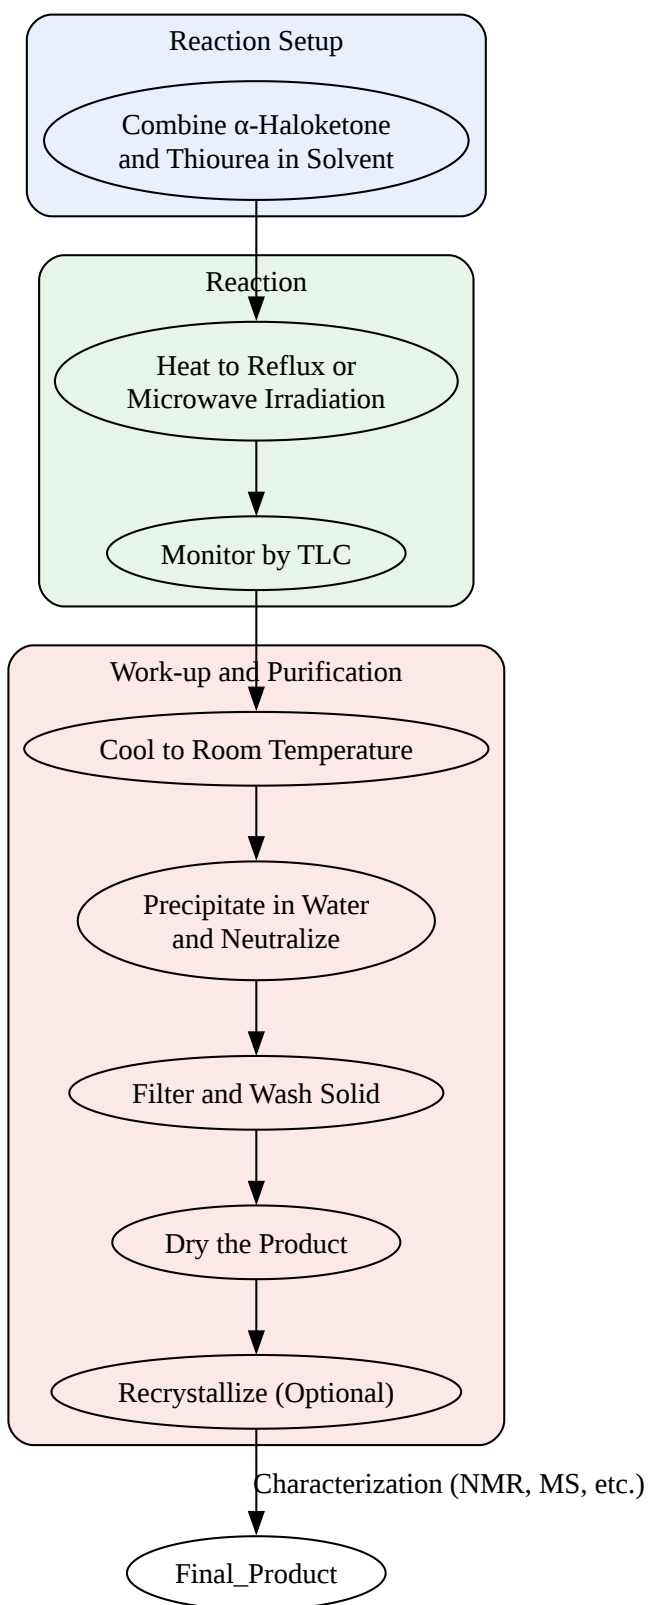 Reaction Setup
Combine α-Haloketone
and Thiourea in Solvent
Reaction
Heat to Reflux or
Microwave Irradiation
Monitor by TLC
Work-up and Purification
Cool to Room Temperature
Precipitate in Water
and Neutralize
Filter and Wash Solid
Dry the Product
Recrystallize (Optional)
Characterization (NMR, MS, etc.)
Final_Product